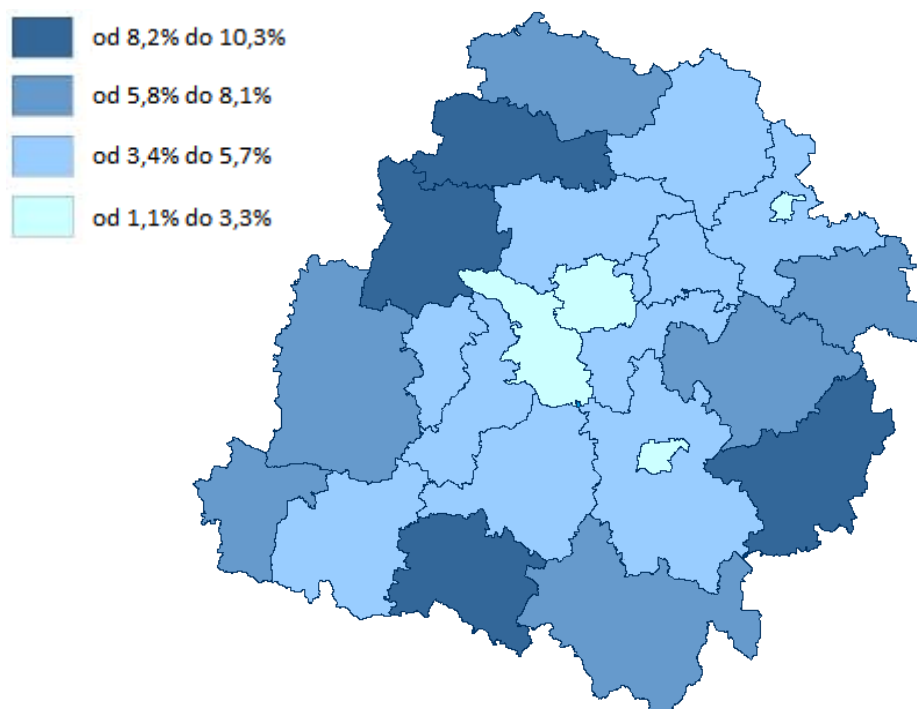 od 8,2% do 10,3%
od 5,8% do 8,1%
od 3,4% do 5,7%
od 1,1% do 3,3%